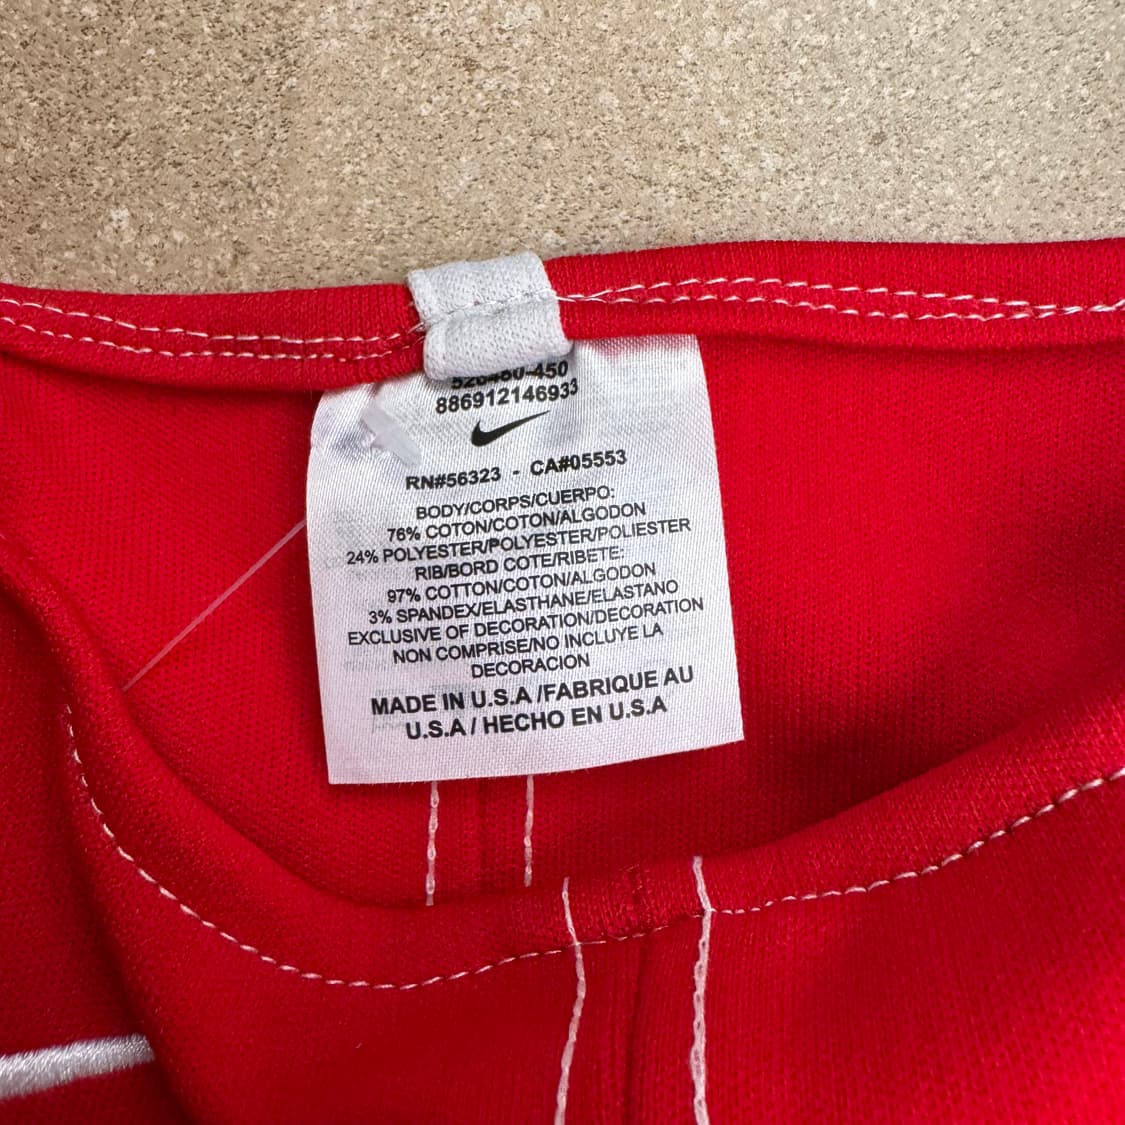 886912146933
RN#56323 - CA#05553
BODY/CORPS/CUERPO:
76% COTON/COTON/ALGODON
24% POLYESTER/POLYESTER/POLIESTER
RIB/BORD COTE/RIBETE:
97% COTTON/COTON/ALGODON
3% SPANDEX/ELASTHANE/ELASTANO
EXCLUSIVE OF DECORATION/DECORATION
NON COMPRISE/NO INCLUYE LA
DECORACION
MADE IN U.S.A /FABRIQUE AU
U.S.A / HECHO EN U.S.A